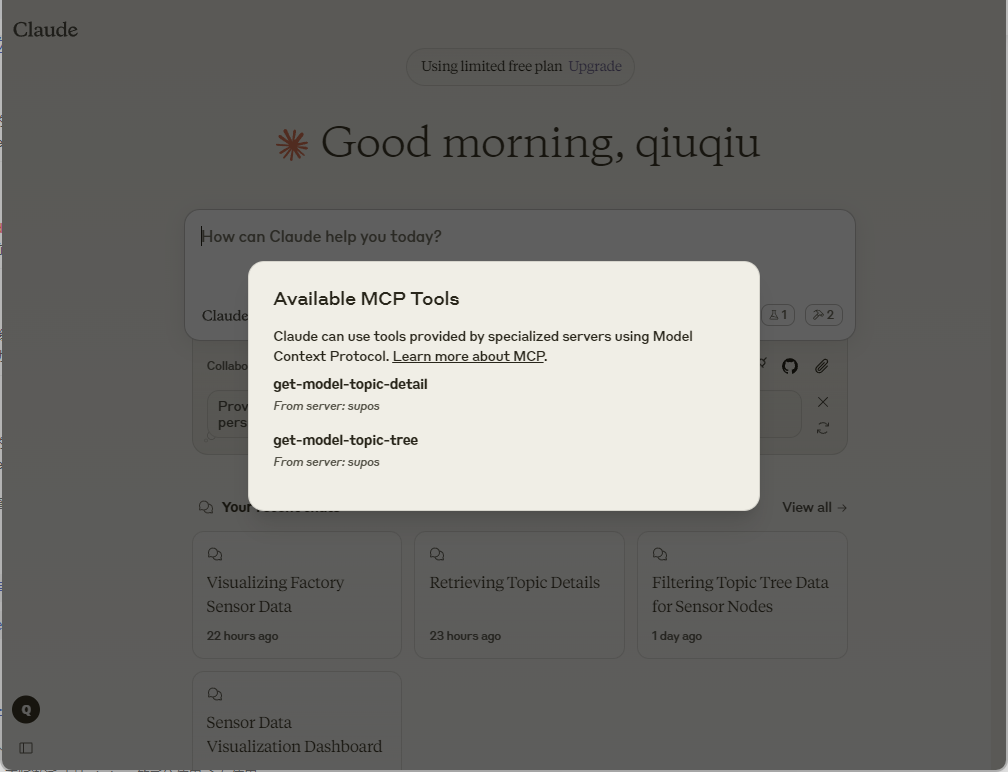 Claude
Using limited free plan Upgrade
Good morning, qiuqiu
How can Claude help you today?
Claude
1
2
Available MCP Tools
Claude can use tools provided by specialized servers using Model
Context Protocol. Learn more about MCP.
get-model-topic-detail
From server: supos
get-model-topic-tree
From server: supos
Your
View all →
Visualizing Factory
Sensor Data
22 hours ago
Retrieving Topic Details
23 hours ago
Filtering Topic Tree Data
for Sensor Nodes
1 day ago
Sensor Data
Visualization Dashboard
Q